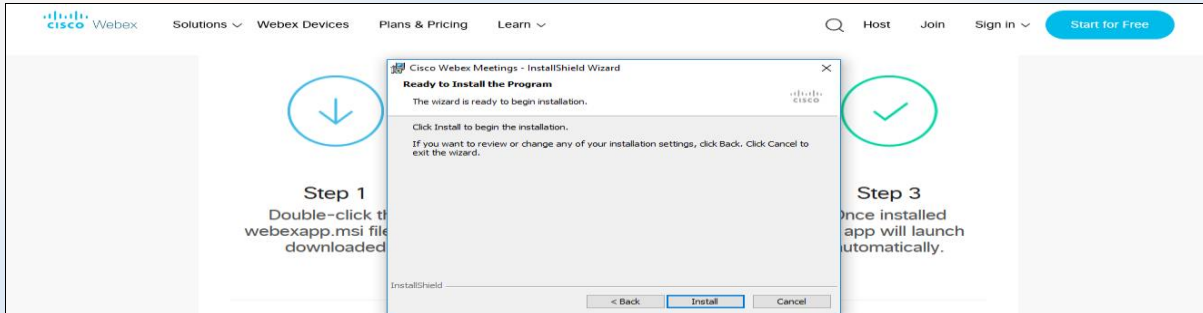 CISCO Webex Solutions Webex Devices Plans & Pricing Learn Host Join Sign in Start for Free
Cisco Webex Meetings - InstallShield Wizard
Ready to Install the Program
The wizard is ready to begin installation.
CISCO
Click Install to begin the installation.
If you want to review or change any of your installation settings, click Back. Click Cancel to
exit the wizard.
InstallShield
< Back Install Cancel
Step 1
Double-click
webexapp.msi
downloaded
Step 3
Once installed
app will launch
automatically.